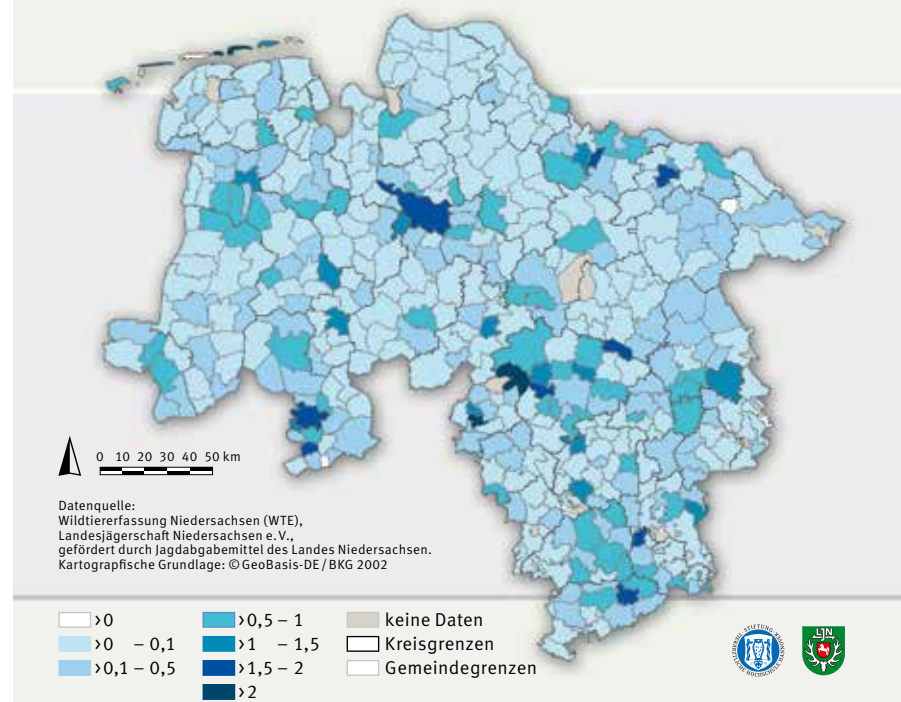 0 10 20 30 40 50 km
Datenquelle:
Wildtiererfassung Niedersachsen (WTE),
Landesjägerschaft Niedersachsen e. V.,
gefördert durch Jagdabgabemittel des Landes Niedersachsen.
Kartografische Grundlage: © GeoBasis-DE / BKG 2002
>0
>0 – 0,1
>0,1 – 0,5
>0,5 – 1
>1 – 1,5
>1,5 – 2
>2
keine Daten
Kreisgrenzen
Gemeindegrenzen
LJN